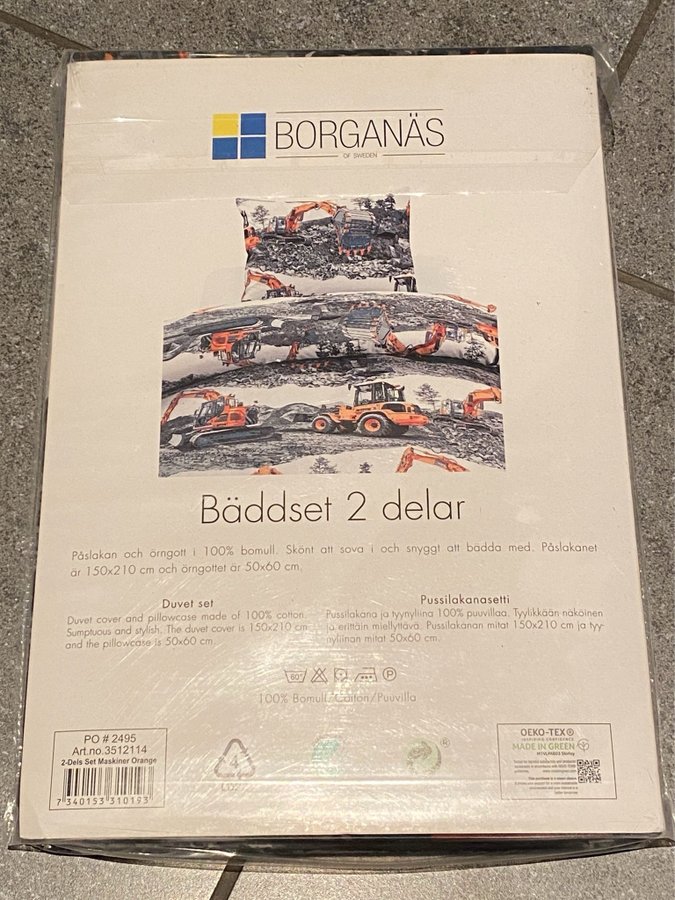 BORGANÄS
OF SWEDEN
Bäddset 2 delar
Påslakan och örngott i 100% bomull. Skönt att sova i och snyggt att bädda med. Påslakanet
är 150x210 cm och örngottet är 50x60 cm.
Duvet set
Duvet cover and pillowcase made of 100% cotton.
Sumptuous and stylish. The duvet cover is 150x210 cm
and the pillowcase is 50x60 cm.
Pussilakanasetti
Pussilakana ja tyynyliina 100% puuvillaa. Tyylikkään näköinen
ja erittäin miellyttävä. Pussilakanan mitat 150x210 cm ja tyy-
nyliinan mitat 50x60 cm.
60°
P
100% Bomull/Cotton/Puuvilla
PO # 2495
Art.no.3512114
2-Dels Set Maskiner Orange
7 340153 310193
4
®
OEKO-TEX®
INSPIRING CONFIDENCE
MADE IN GREEN